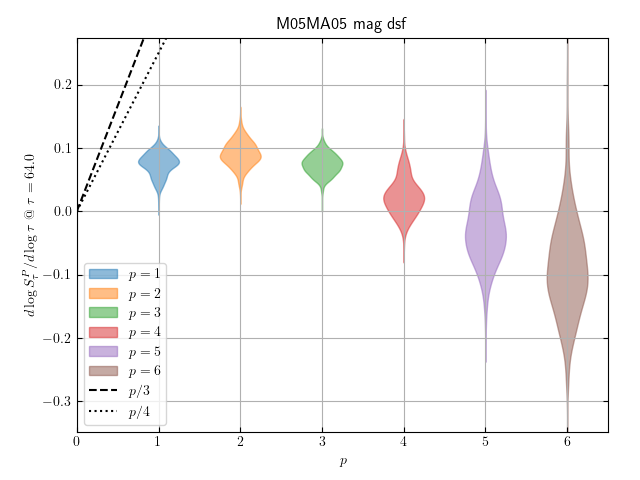 M05MA05 mag dsf
d log S_τ^P / d log τ @ τ = 64.0
0.2
0.1
0.0
−0.1
−0.2
−0.3
p = 1
p = 2
p = 3
p = 4
p = 5
p = 6
p/3
p/4
0 1 2 3 4 5 6
p